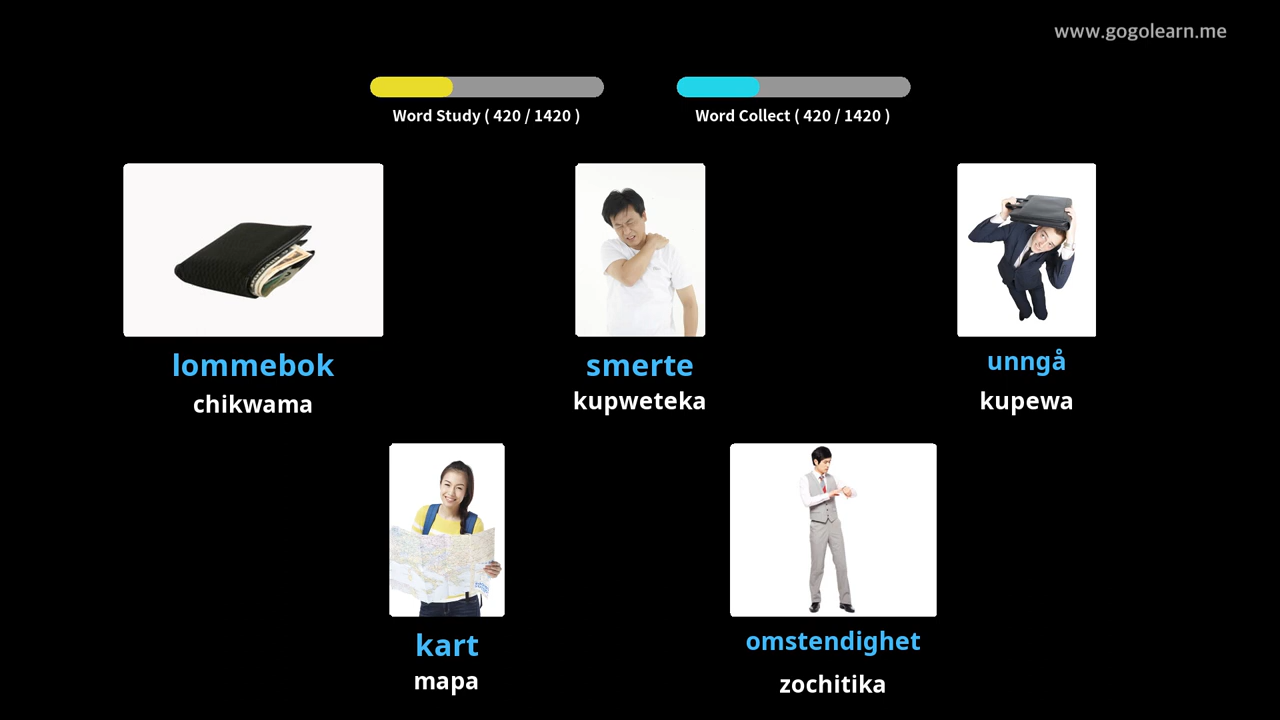 www.gogolearn.me
Word Study ( 420 / 1420 )
Word Collect ( 420 / 1420 )
lommebok
chikwama
smerte
kupweteka
unngå
kupewa
kart
mapa
omstendighet
zochitika